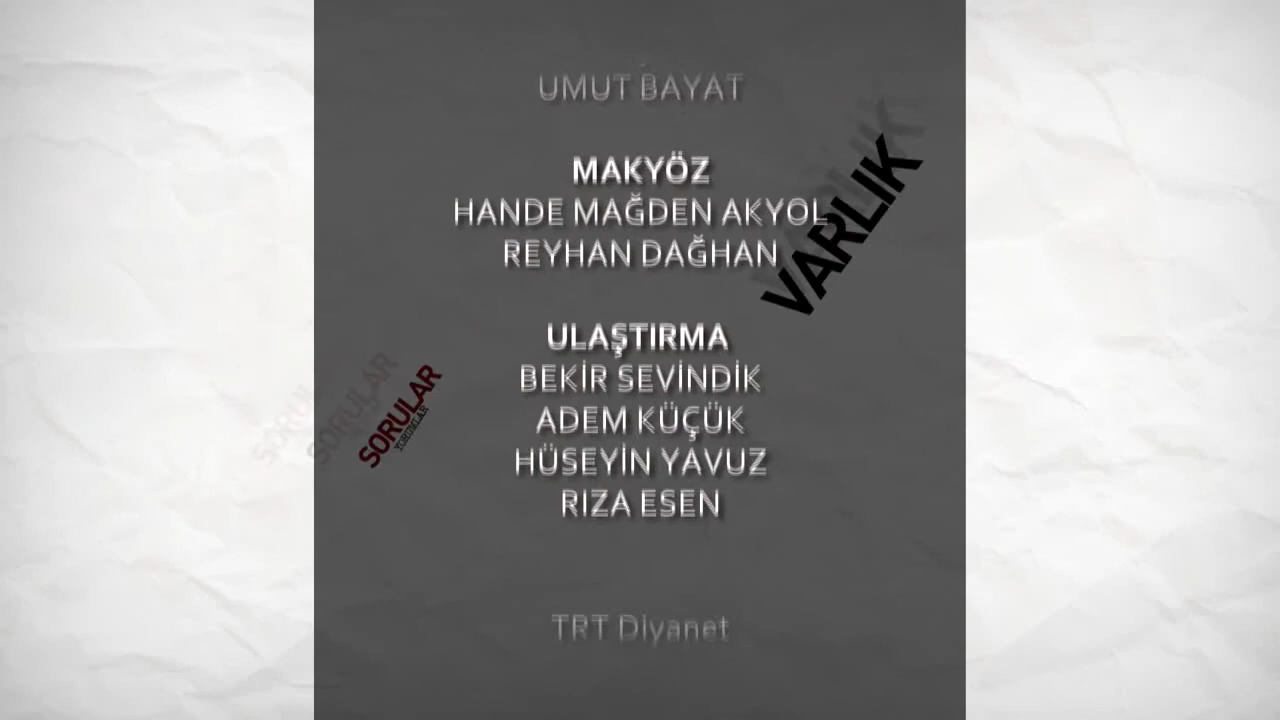 UMUT BAYAT
MAKYÖZ
HANDE MAĞDEN AKYOL
REYHAN DAĞHAN
VARLIK
ULAŞTIRMA
BEKİR SEVİNDİK
ADEM KÜÇÜK
HÜSEYİN YAVUZ
RIZA ESEN
SORULAR
YORUMLAR
TRT Diyanet